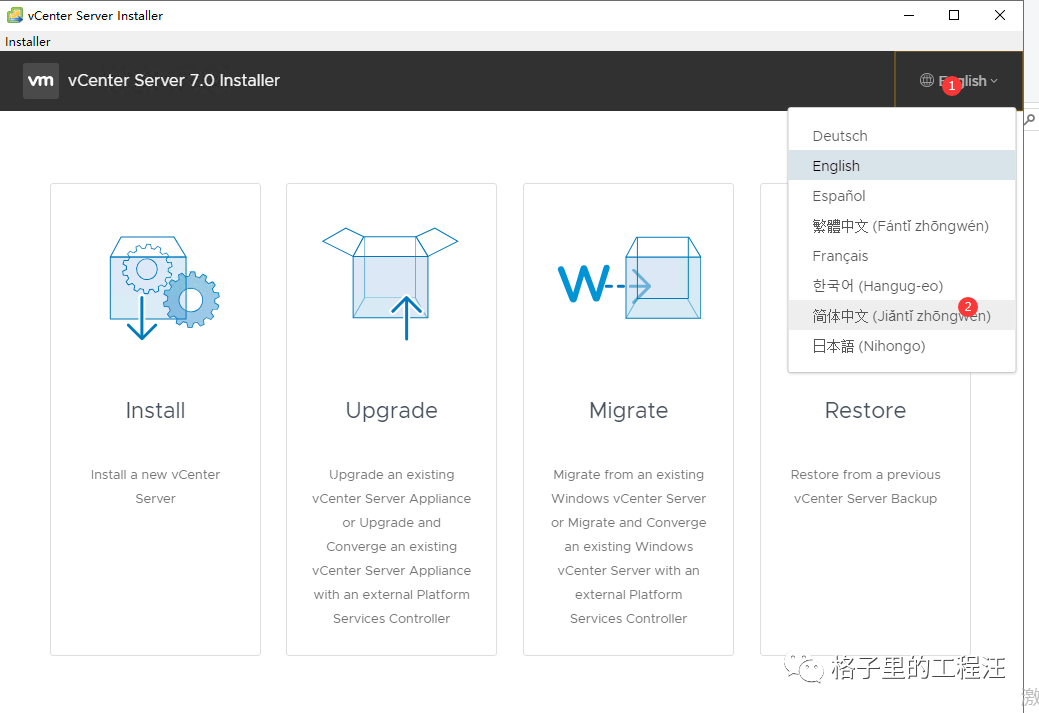 vCenter Server Installer
Installer
vm vCenter Server 7.0 Installer
English
1
Deutsch
English
Español
繁體中文 (Fántǐ zhōngwén)
Français
한국어 (Hangug-eo)
简体中文 (Jiǎntǐ zhōngwén)
2
日本語 (Nihongo)
W
Install
Install a new vCenter
Server
Upgrade
Upgrade an existing
vCenter Server Appliance
or Upgrade and
Converge an existing
vCenter Server Appliance
with an external Platform
Services Controller
Migrate
Migrate from an existing
Windows vCenter Server
or Migrate and Converge
an existing Windows
vCenter Server with an
external Platform
Services Controller
Restore
Restore from a previous
vCenter Server Backup
格子里的工程汪
激